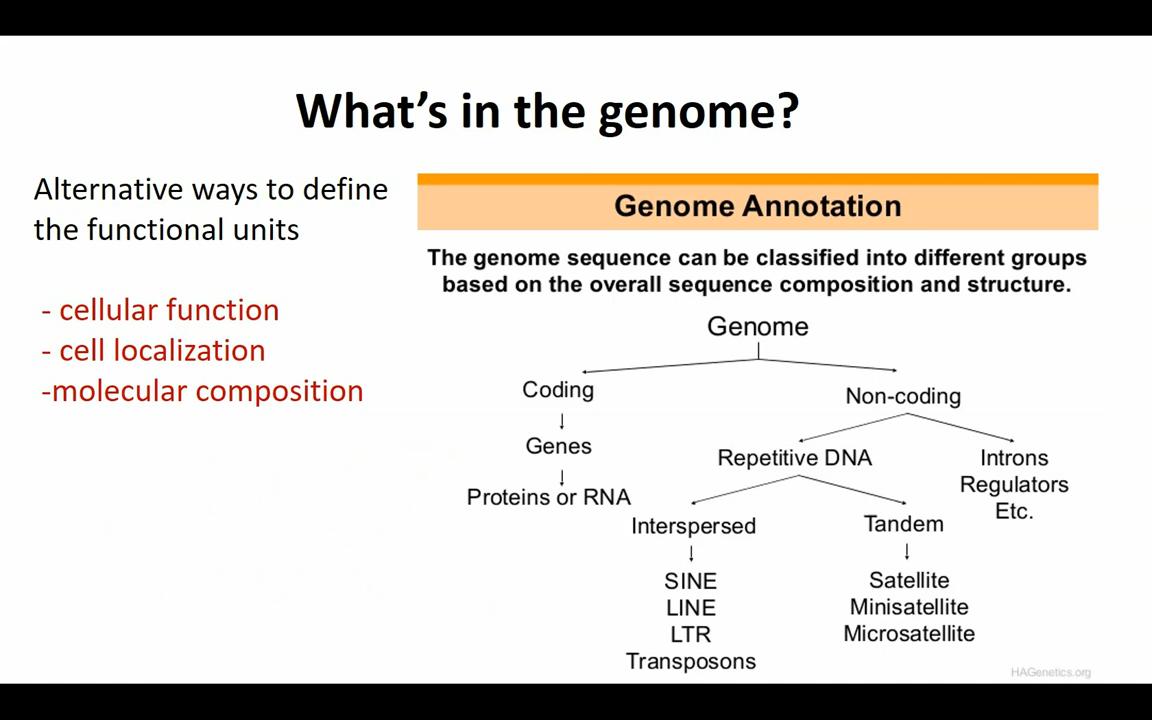 What's in the genome?
Alternative ways to define
the functional units
- cellular function
- cell localization
-molecular composition
Genome Annotation
The genome sequence can be classified into different groups
based on the overall sequence composition and structure.
Genome
Coding
Non-coding
Genes
Proteins or RNA
Repetitive DNA
Introns
Regulators
Etc.
Interspersed
Tandem
SINE
LINE
LTR
Transposons
Satellite
Minisatellite
Microsatellite
HAGenetics.org